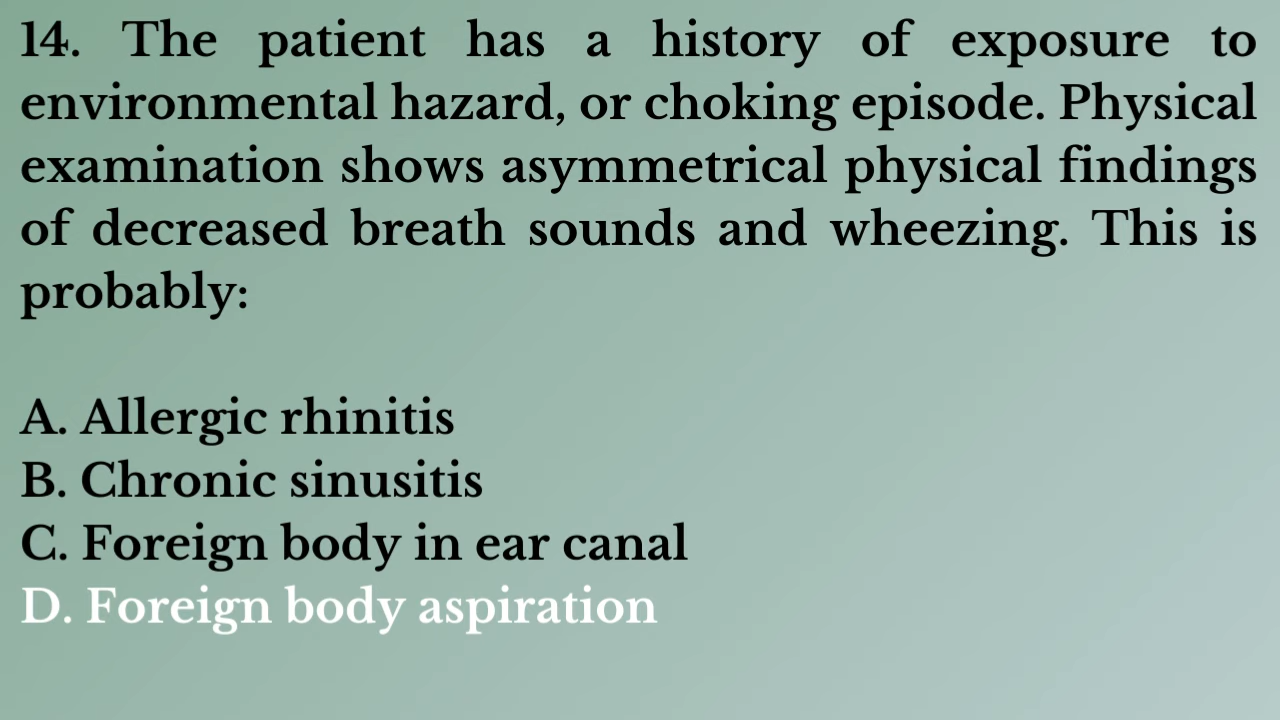 14. The patient has a history of exposure to
environmental hazard, or choking episode. Physical
examination shows asymmetrical physical findings
of decreased breath sounds and wheezing. This is
probably:
A. Allergic rhinitis
B. Chronic sinusitis
C. Foreign body in ear canal
D. Foreign body aspiration